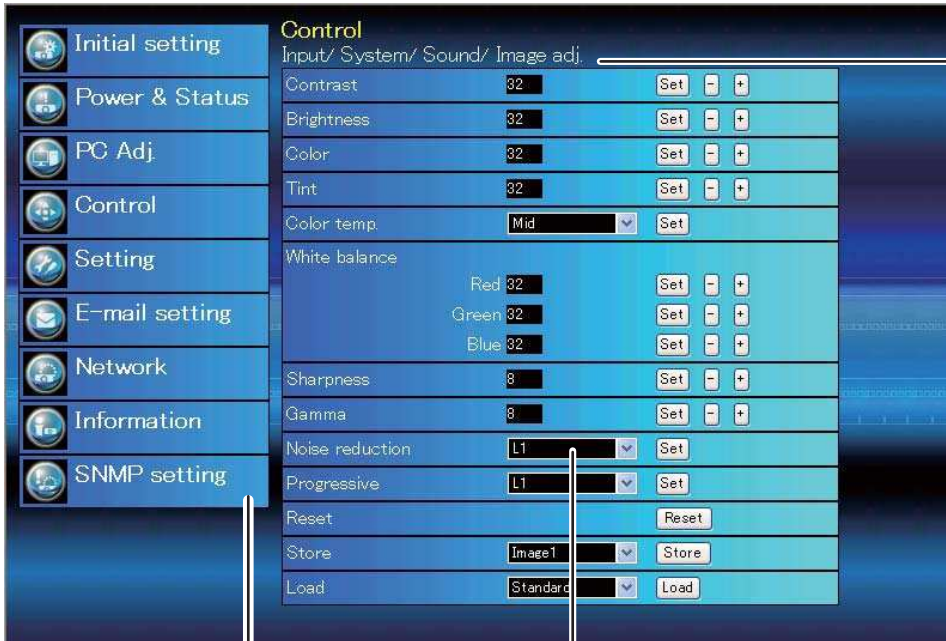 Initial setting
Power & Status
PC Adj.
Control
Setting
E-mail setting
Network
Information
SNMP setting
Control
Input/ System/ Sound/ Image adj.
Contrast 32 Set - +
Brightness 32 Set - +
Color 32 Set - +
Tint 32 Set - +
Color temp. Mid Set
White balance
Red 32 Set - +
Green 32 Set - +
Blue 32 Set - +
Sharpness 8 Set - +
Gamma 8 Set - +
Noise reduction L1 Set
Progressive L1 Set
Reset Reset
Store Image1 Store
Load Standard Load